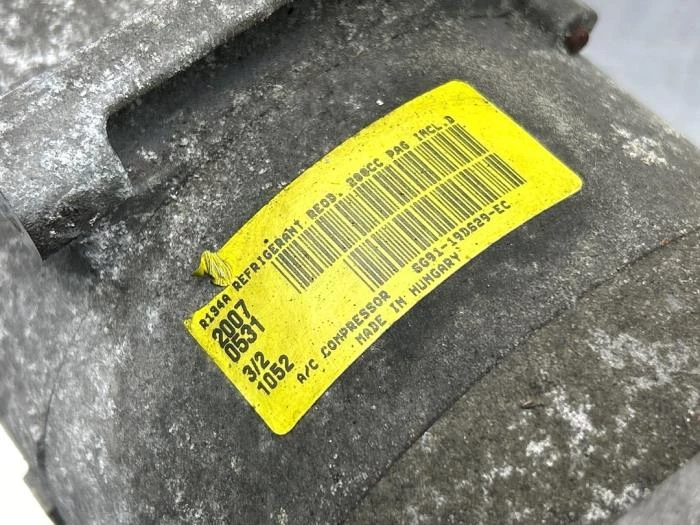 R134A REFRIGERANT REQD. 200CC PAG INCL.D
2007
0531
3/2
1052
A/C COMPRESSOR 6G91-19D629-EC
MADE IN HUNGARY